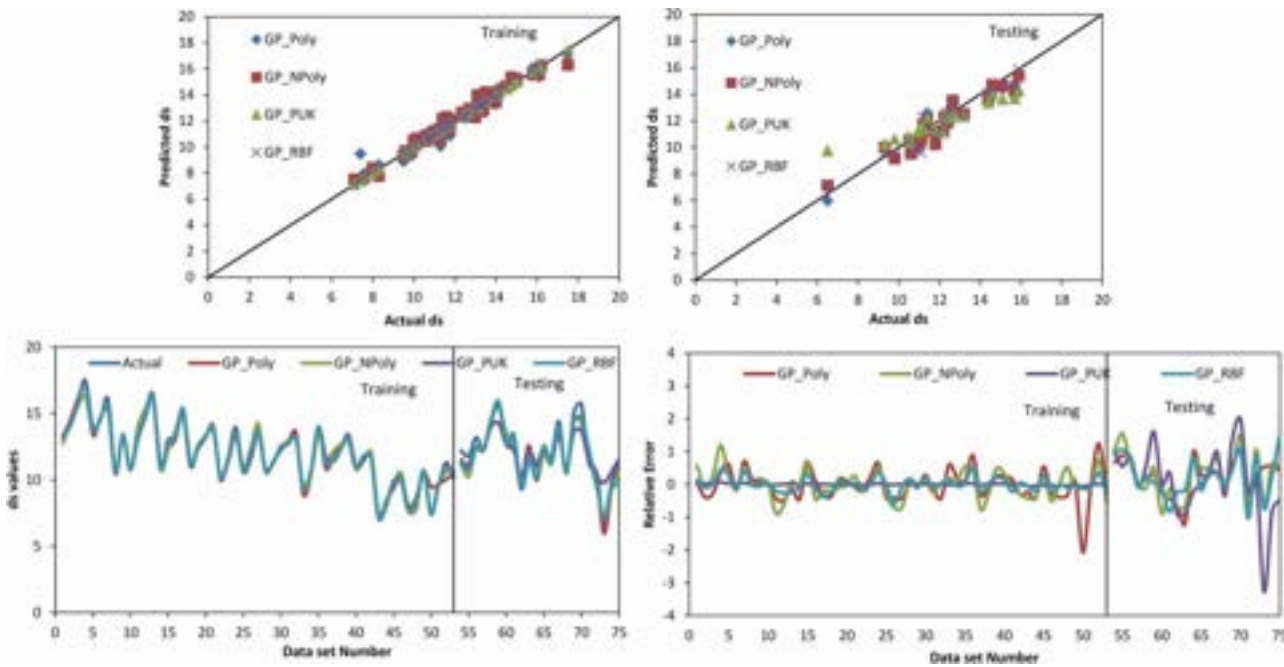 20
18
16
14
12
10
8
6
4
2
0
Predicted ds
Training
GP_Poly
GP_NPoly
GP_PUK
GP_RBF
0 2 4 6 8 10 12 14 16 18 20
Actual ds
20
18
16
14
12
10
8
6
4
2
0
Predicted ds
Testing
GP_Poly
GP_NPoly
GP_PUK
GP_RBF
0 2 4 6 8 10 12 14 16 18 20
Actual ds
20
15
10
5
0
ds values
Actual GP_Poly GP_NPoly GP_PUK GP_RBF
Training Testing
0 5 10 15 20 25 30 35 40 45 50 55 60 65 70 75
Data set Number
4
3
2
1
0
-1
-2
-3
-4
Relative Error
GP_Poly GP_NPoly GP_PUK GP_RBF
Training Testing
0 5 10 15 20 25 30 35 40 45 50 55 60 65 70 75
Data set Number